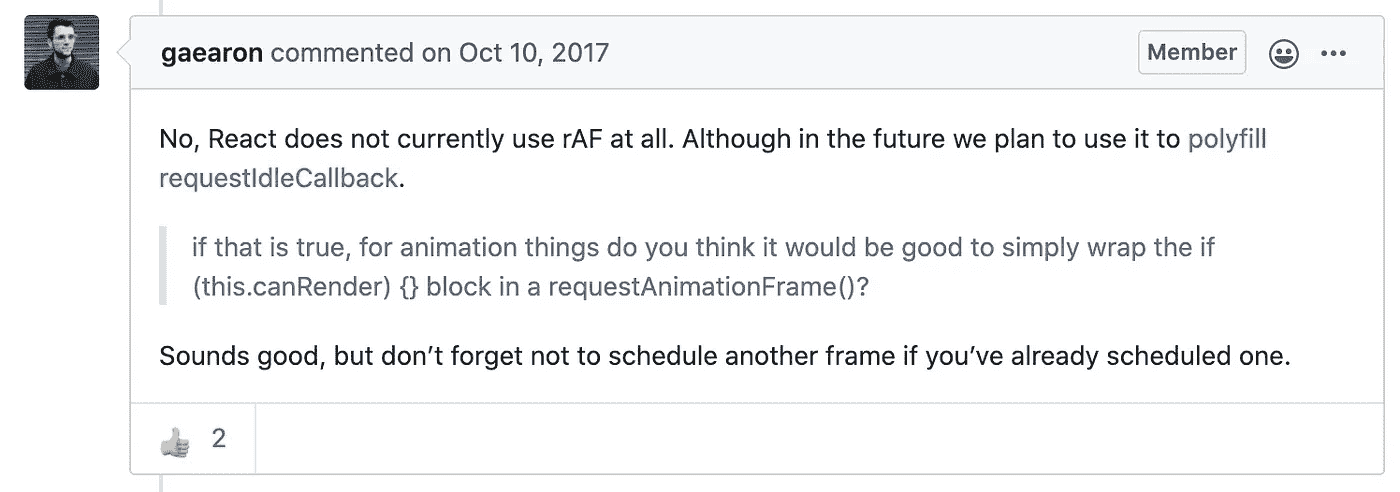 gaearon commented on Oct 10, 2017 Member
No, React does not currently use rAF at all. Although in the future we plan to use it to polyfill
requestIdleCallback.
if that is true, for animation things do you think it would be good to simply wrap the if
(this.canRender) {} block in a requestAnimationFrame()?
Sounds good, but don’t forget not to schedule another frame if you’ve already scheduled one.
2